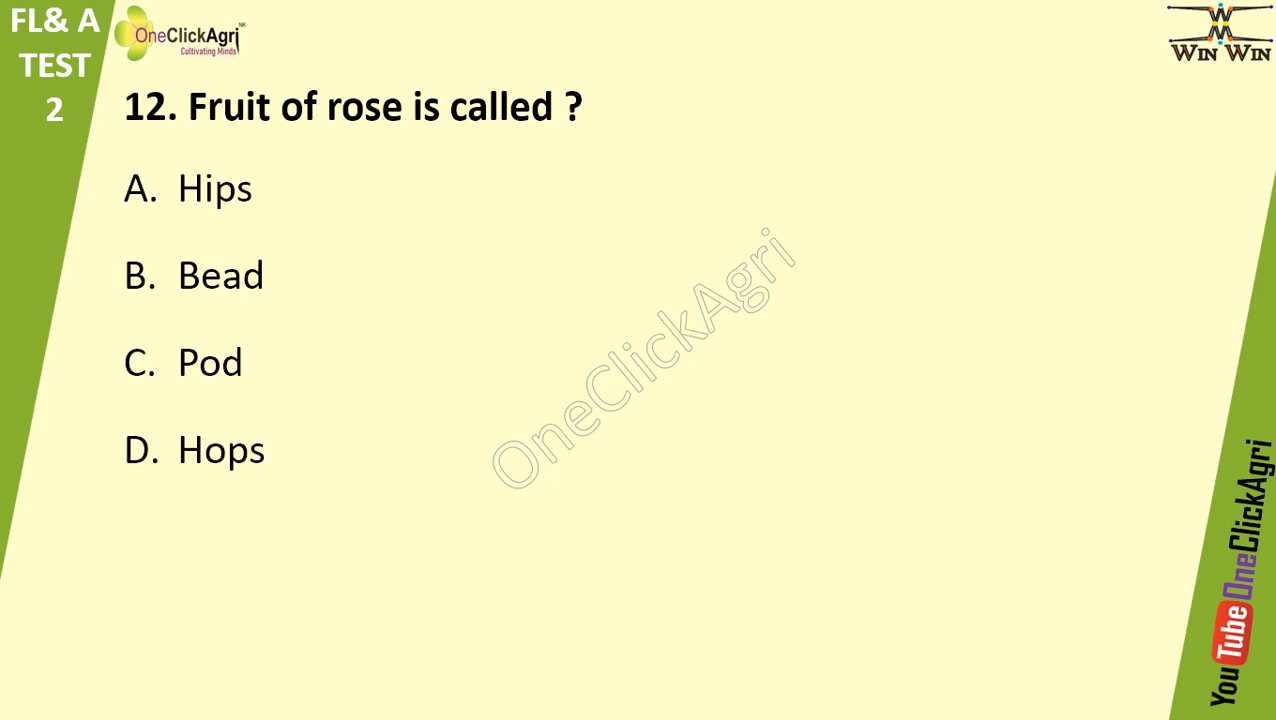 FL& A
TEST
2
OneClickAgri NK
Cultivating Minds
WIN WIN
12. Fruit of rose is called ?
A. Hips
B. Bead
C. Pod
D. Hops
OneClickAgri
YouTube OneClickAgri